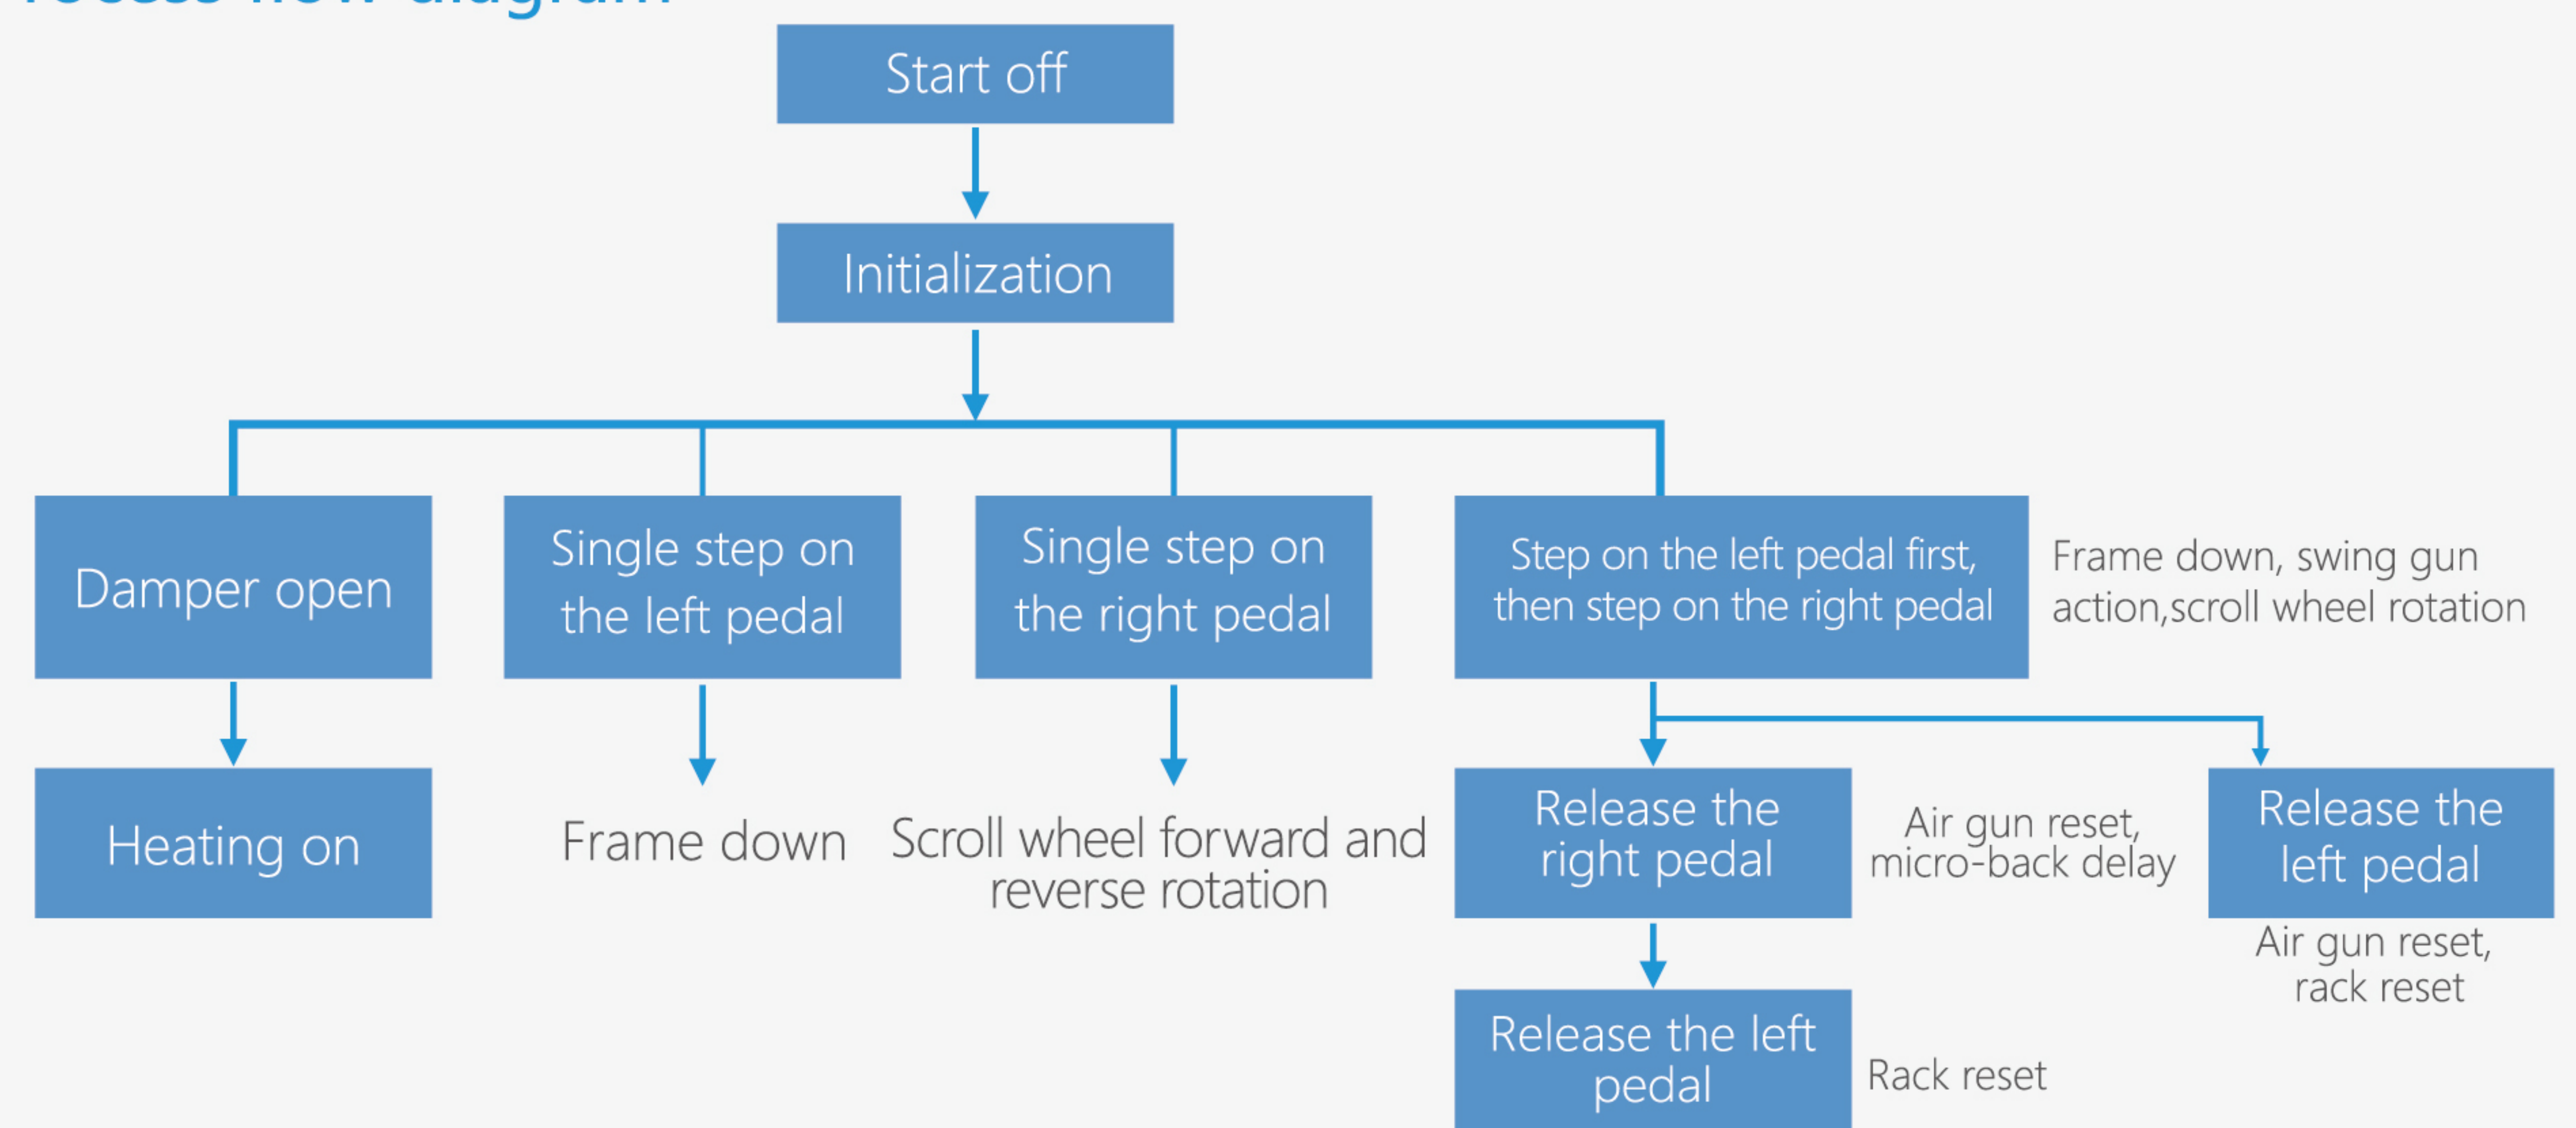 Start off
Initialization
Damper open
Single step on
the left pedal
Single step on
the right pedal
Step on the left pedal first,
then step on the right pedal
Frame down, swing gun
action,scroll wheel rotation
Heating on
Frame down
Scroll wheel forward and
reverse rotation
Release the
right pedal
Air gun reset,
micro-back delay
Release the
left pedal
Air gun reset,
rack reset
Release the left
pedal
Rack reset